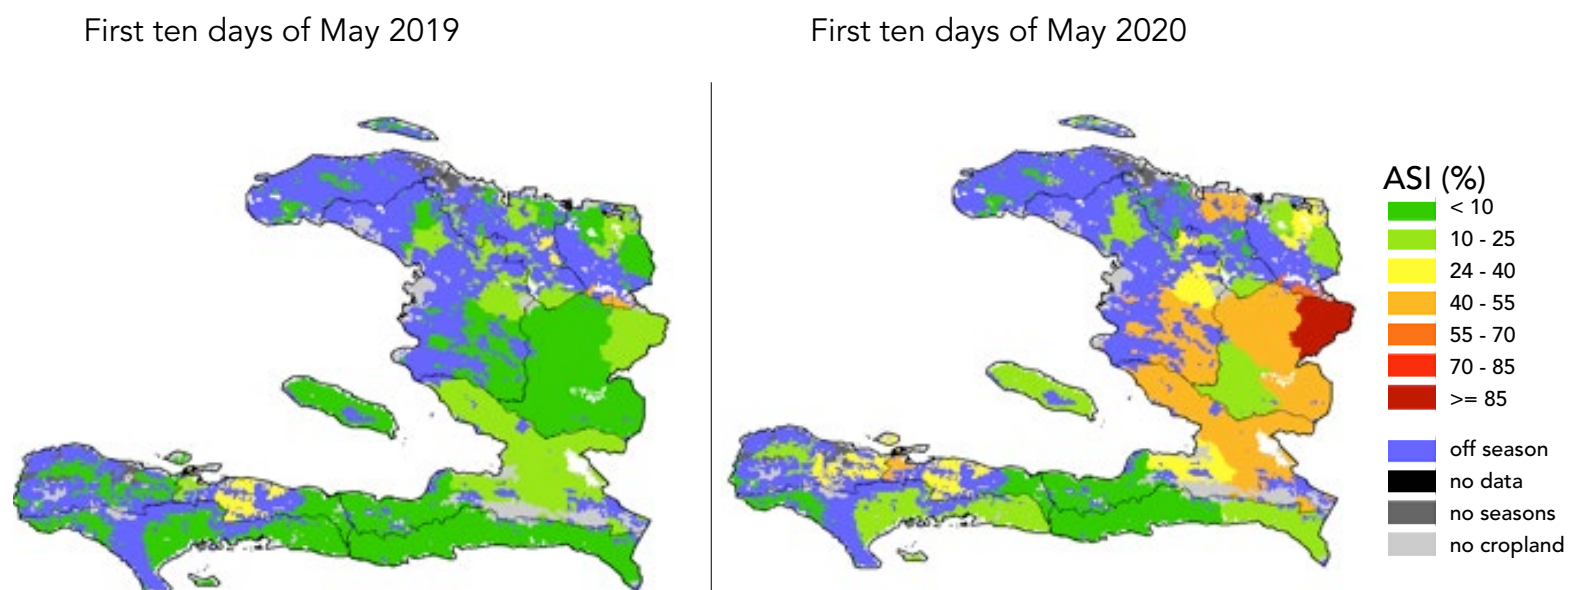 First ten days of May 2019
First ten days of May 2020
ASI (%)
< 10
10 - 25
24 - 40
40 - 55
55 - 70
70 - 85
>= 85
off season
no data
no seasons
no cropland